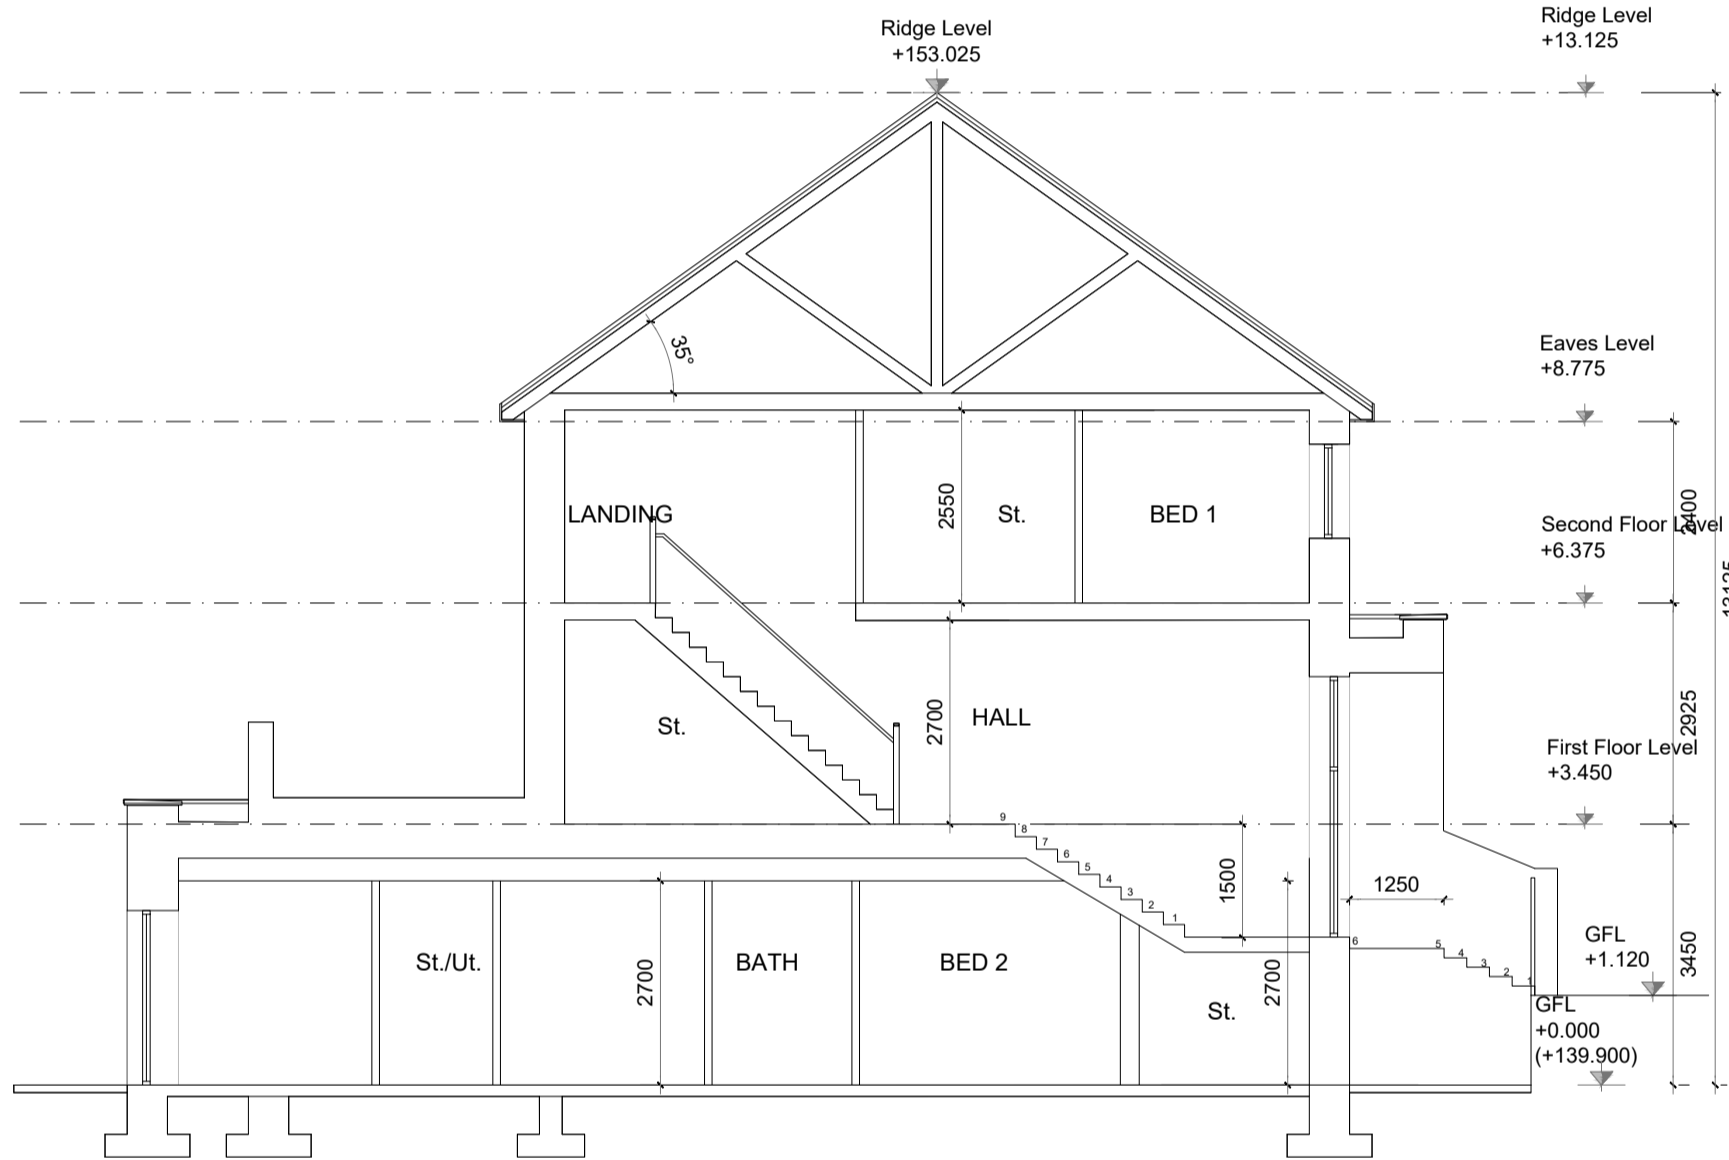 Ridge Level
+153.025
Ridge Level
+13.125
35°
Eaves Level
+8.775
LANDING
2550
St.
BED 1
2400
Second Floor Level
+6.375
13125
St.
2700
HALL
2925
First Floor Level
+3.450
9
8
7
6
5
4
3
2
1
1500
1250
6
5
4
3
2
1
GFL
+1.120
3450
St./Ut.
2700
BATH
BED 2
2700
St.
GFL
+0.000
(+139.900)